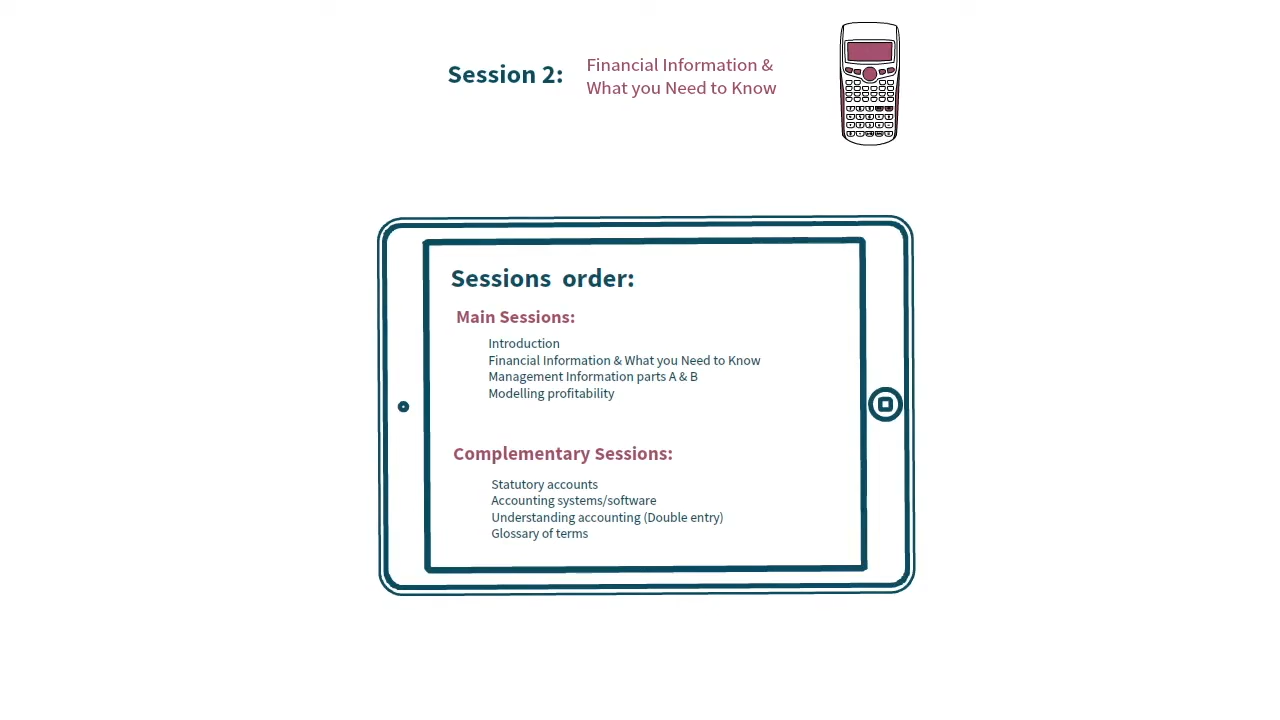 Session 2:
Financial Information &
What you Need to Know
Sessions order:
Main Sessions:
Introduction
Financial Information & What you Need to Know
Management Information parts A & B
Modelling profitability
Complementary Sessions:
Statutory accounts
Accounting systems/software
Understanding accounting (Double entry)
Glossary of terms